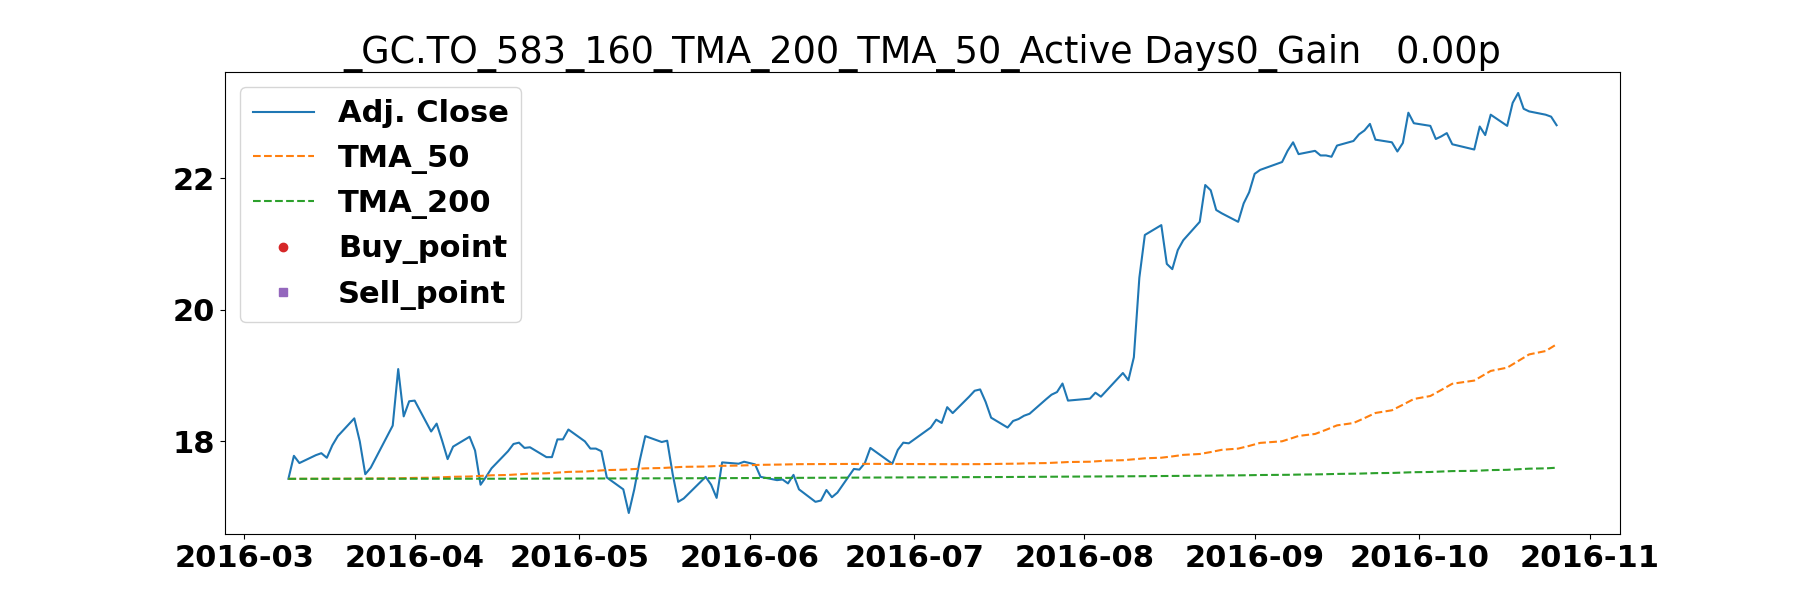 _GC.TO_583_160_TMA_200_TMA_50_Active Days0_Gain   0.00p
Adj. Close
TMA_50
TMA_200
Buy_point
Sell_point
22
20
18
2016-03 2016-04 2016-05 2016-06 2016-07 2016-08 2016-09 2016-10 2016-11